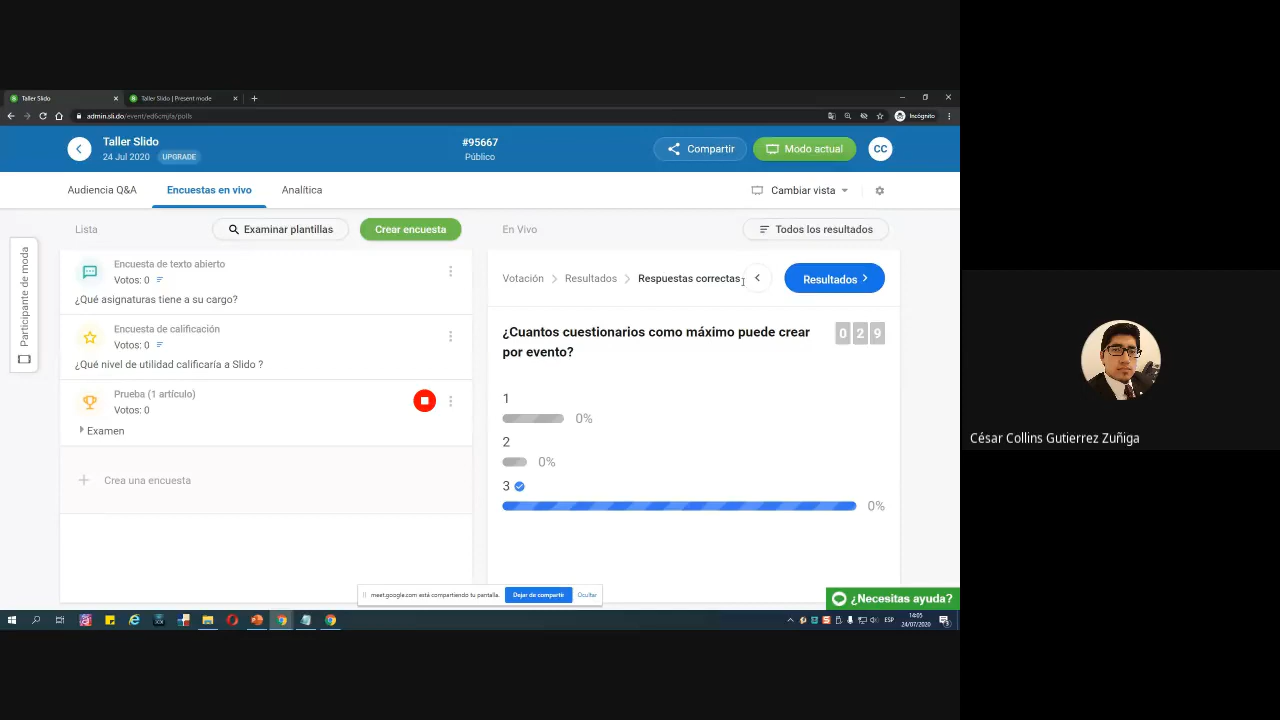 Taller Slido
Taller Slido | Present mode
admin.sli.do/event/ed6cmjta/polls
Incógnito
Taller Slido
24 Jul 2020 UPGRADE
#95667
Público
Compartir
Modo actual
CC
Audiencia Q&A
Encuestas en vivo
Analítica
Cambiar vista
Participante de moda
Lista
Examinar plantillas
Crear encuesta
En Vivo
Todos los resultados
Encuesta de texto abierto
Votos: 0
¿Qué asignaturas tiene a su cargo?
Encuesta de calificación
Votos: 0
¿Qué nivel de utilidad calificaría a Slido ?
Prueba (1 artículo)
Votos: 0
Examen
Crea una encuesta
Votación
Resultados
Respuestas correctas
Resultados
¿Cuantos cuestionarios como máximo puede crear
por evento?
0 2 9
1
0%
2
0%
3
0%
meet.google.com está compartiendo tu pantalla.
Dejar de compartir
Ocultar
¿Necesitas ayuda?
ESP
14:05
24/07/2020
César Collins Gutierrez Zuñiga